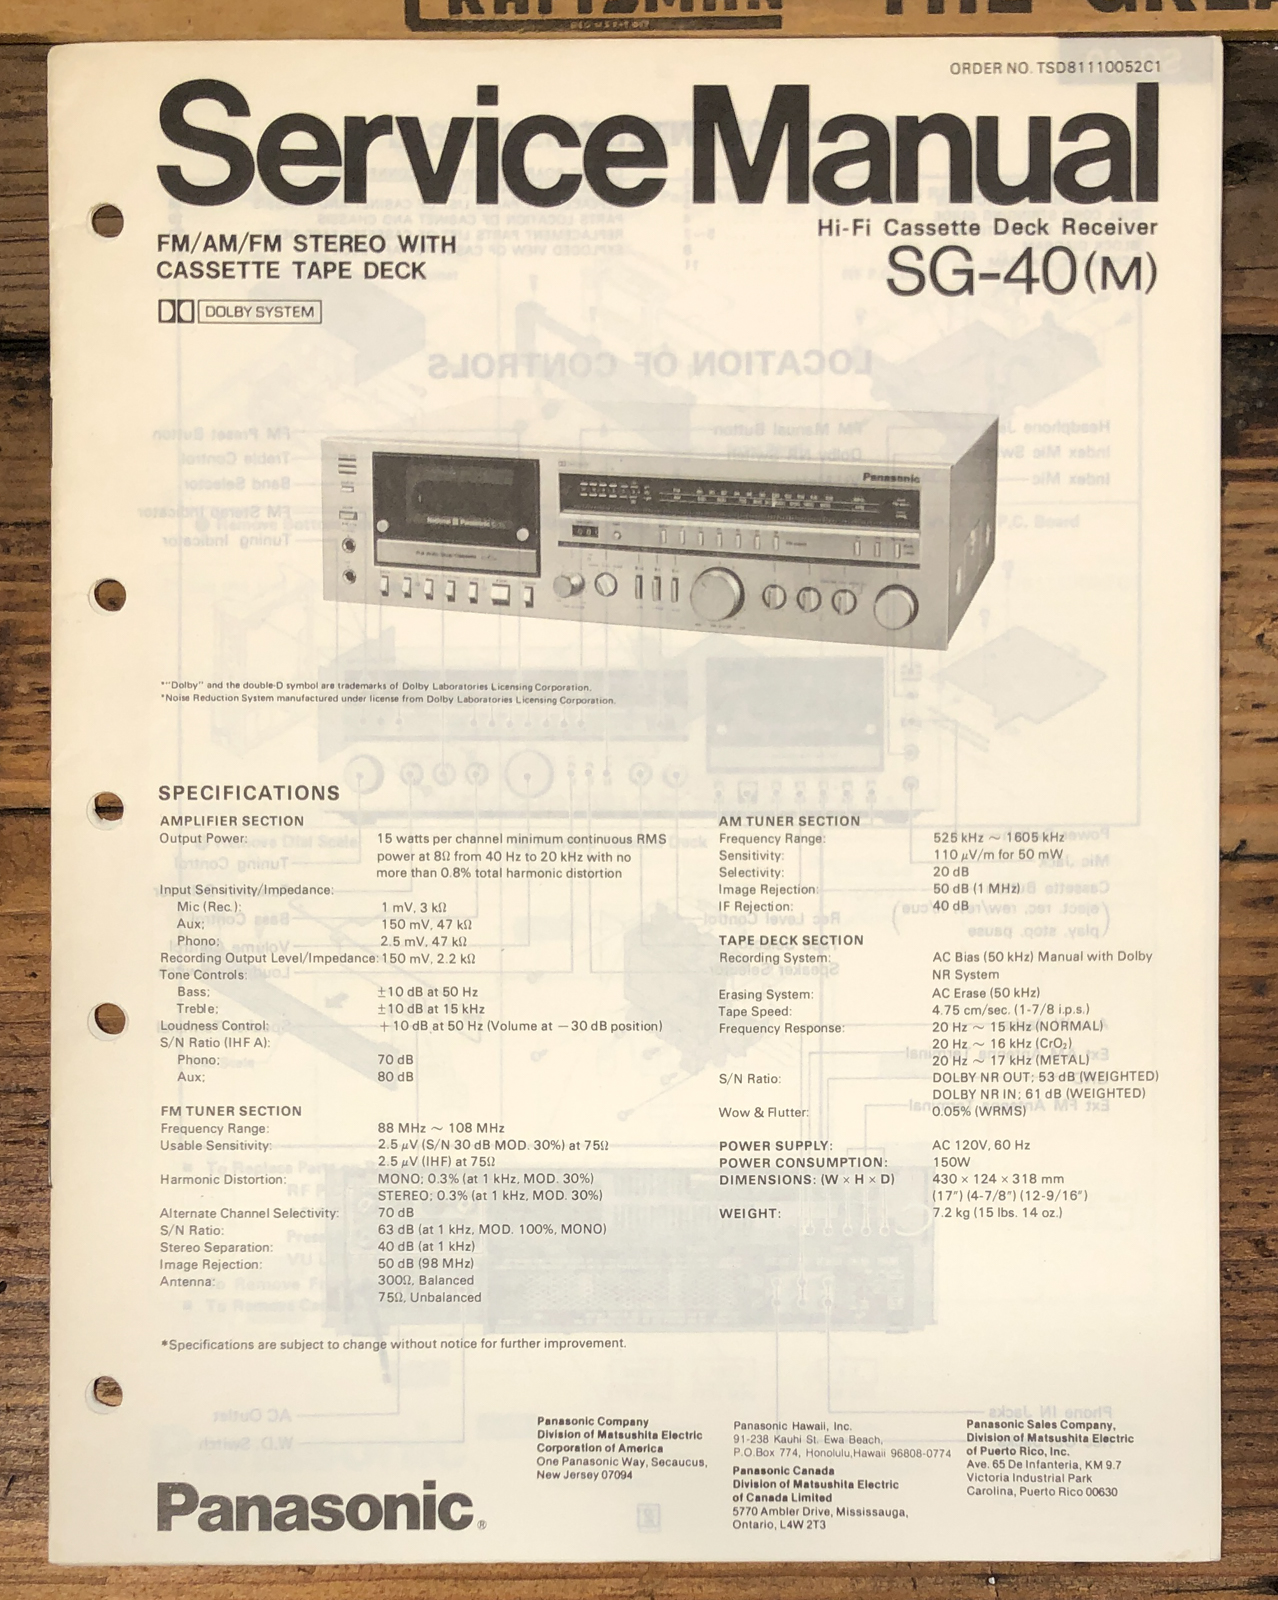 ORDER NO. TSD81110052C1
Service Manual
FM/AM/FM STEREO WITH
CASSETTE TAPE DECK
DOLBY SYSTEM
Hi-Fi Cassette Deck Receiver
SG-40(M)
Panasonic
*"Dolby" and the double-D symbol are trademarks of Dolby Laboratories Licensing Corporation.
*Noise Reduction System manufactured under license from Dolby Laboratories Licensing Corporation.
SPECIFICATIONS
AMPLIFIER SECTION
Output Power: 15 watts per channel minimum continuous RMS
power at 8Ω from 40 Hz to 20 kHz with no
more than 0.8% total harmonic distortion
Input Sensitivity/Impedance:
Mic (Rec.); 1 mV, 3 kΩ
Aux; 150 mV, 47 kΩ
Phono; 2.5 mV, 47 kΩ
Recording Output Level/Impedance: 150 mV, 2.2 kΩ
Tone Controls:
Bass; ±10 dB at 50 Hz
Treble; ±10 dB at 15 kHz
Loudness Control: +10 dB at 50 Hz (Volume at −30 dB position)
S/N Ratio (IHF A):
Phono; 70 dB
Aux; 80 dB
FM TUNER SECTION
Frequency Range: 88 MHz ~ 108 MHz
Usable Sensitivity: 2.5 μV (S/N 30 dB MOD. 30%) at 75Ω
2.5 μV (IHF) at 75Ω
Harmonic Distortion: MONO; 0.3% (at 1 kHz, MOD. 30%)
STEREO; 0.3% (at 1 kHz, MOD. 30%)
Alternate Channel Selectivity: 70 dB
S/N Ratio: 63 dB (at 1 kHz, MOD. 100%, MONO)
Stereo Separation: 40 dB (at 1 kHz)
Image Rejection: 50 dB (98 MHz)
Antenna: 300Ω, Balanced
75Ω, Unbalanced
AM TUNER SECTION
Frequency Range: 525 kHz ~ 1605 kHz
Sensitivity: 110 μV/m for 50 mW
Selectivity: 20 dB
Image Rejection: 50 dB (1 MHz)
IF Rejection: 40 dB
TAPE DECK SECTION
Recording System: AC Bias (50 kHz) Manual with Dolby
NR System
Erasing System: AC Erase (50 kHz)
Tape Speed: 4.75 cm/sec. (1-7/8 i.p.s.)
Frequency Response: 20 Hz ~ 15 kHz (NORMAL)
20 Hz ~ 16 kHz (CrO₂)
20 Hz ~ 17 kHz (METAL)
S/N Ratio: DOLBY NR OUT; 53 dB (WEIGHTED)
DOLBY NR IN; 61 dB (WEIGHTED)
Wow & Flutter: 0.05% (WRMS)
POWER SUPPLY: AC 120V, 60 Hz
POWER CONSUMPTION: 150W
DIMENSIONS: (W × H × D) 430 × 124 × 318 mm
(17") (4-7/8") (12-9/16")
WEIGHT: 7.2 kg (15 lbs. 14 oz.)
*Specifications are subject to change without notice for further improvement.
Panasonic®
Panasonic Company
Division of Matsushita Electric
Corporation of America
One Panasonic Way, Secaucus,
New Jersey 07094
Panasonic Hawaii, Inc.
91-238 Kauhi St. Ewa Beach,
P.O.Box 774, Honolulu,Hawaii 96808-0774
Panasonic Canada
Division of Matsushita Electric
of Canada Limited
5770 Ambler Drive, Mississauga,
Ontario, L4W 2T3
Panasonic Sales Company,
Division of Matsushita Electric
of Puerto Rico, Inc.
Ave. 65 De Infanteria, KM 9.7
Victoria Industrial Park
Carolina, Puerto Rico 00630